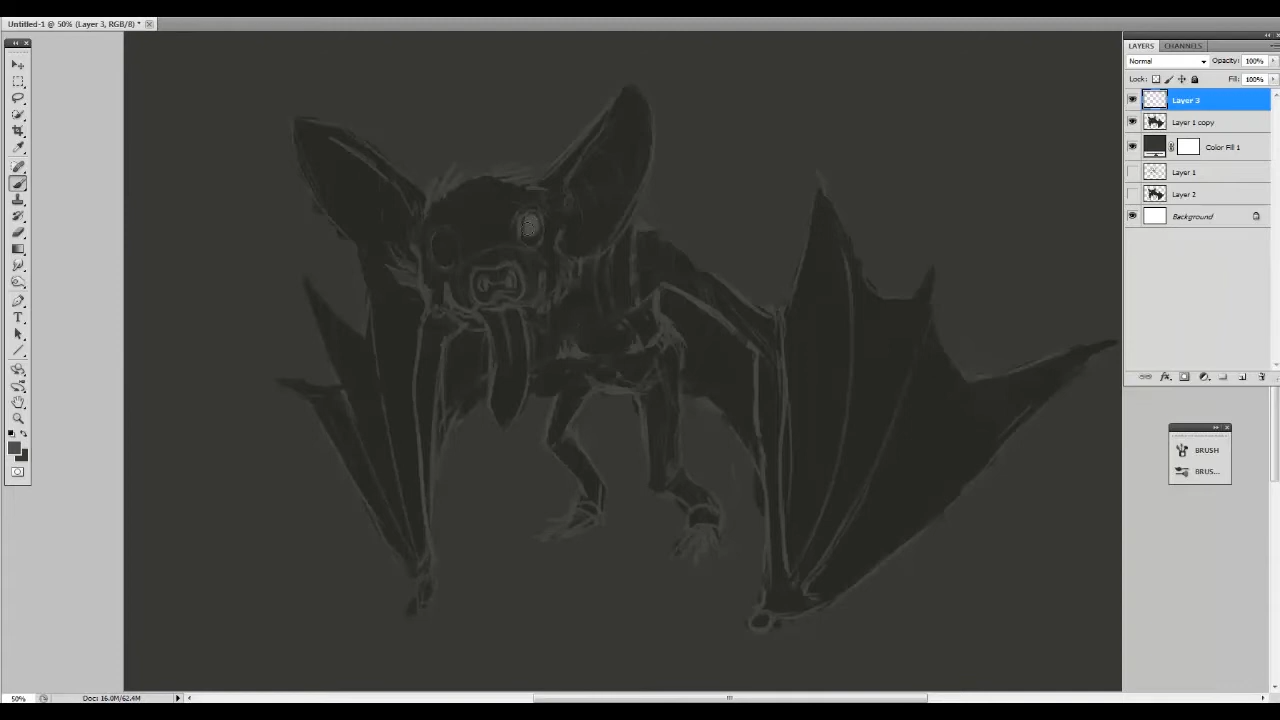 Untitled-1 @ 50% (Layer 3, RGB/8) *
LAYERS CHANNELS
Normal Opacity: 100%
Lock: Fill: 100%
Layer 3
Layer 1 copy
Color Fill 1
Layer 1
Layer 2
Background
BRUSH
BRUS...
50% Doc: 16.0M/62.4M